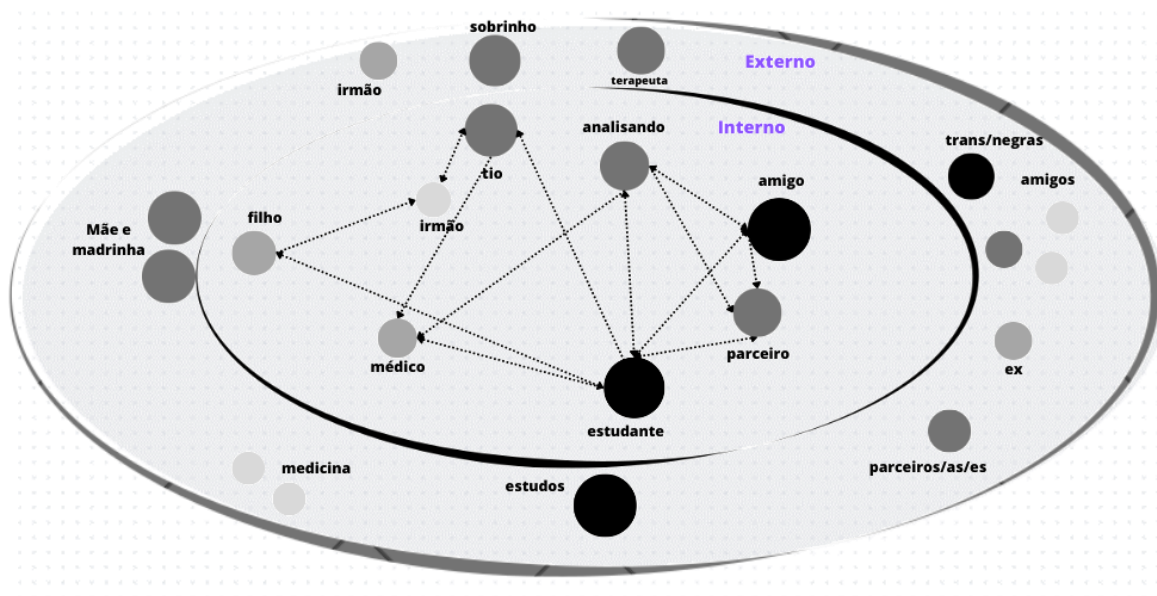 sobrinho
irmão
terapeuta
Externo
Interno
analisando
trans/negras
tio
amigo
amigos
filho
irmão
Mãe e
madrinha
médico
parceiro
ex
estudante
parceiros/as/es
medicina
estudos